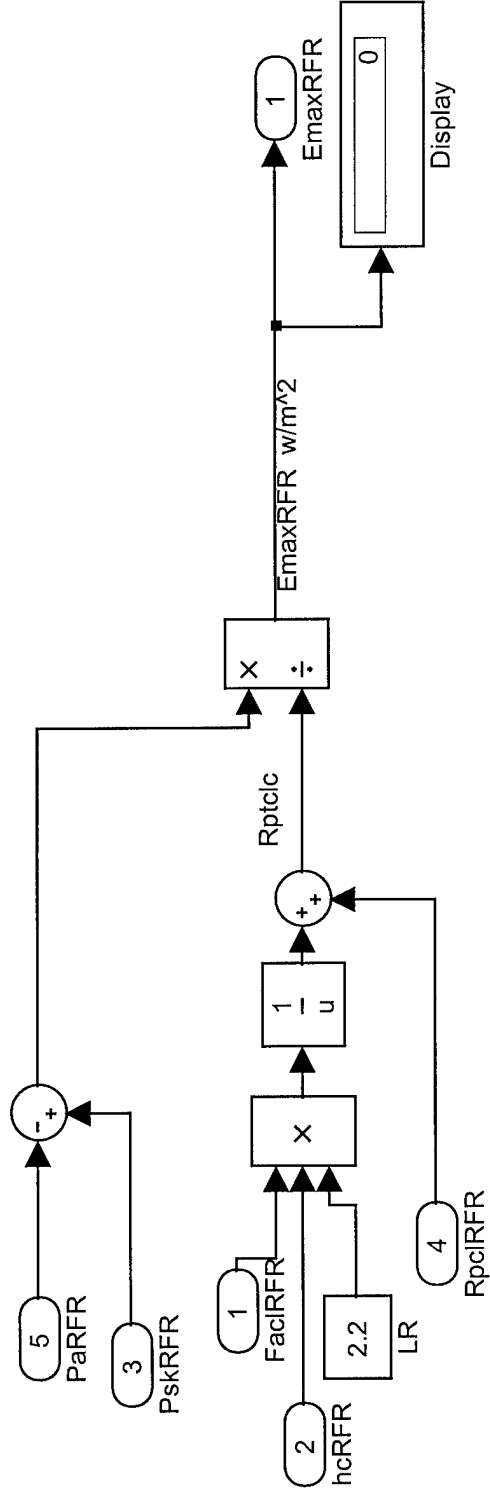 5
PaRFR
-
+
3
PskRFR
1
FaclRFR
2
hcRFR
2.2
LR
×
1
u
+
+
4
RpclRFR
Rptclc
×
÷
EmaxRFR w/m^2
1
EmaxRFR
0
Display